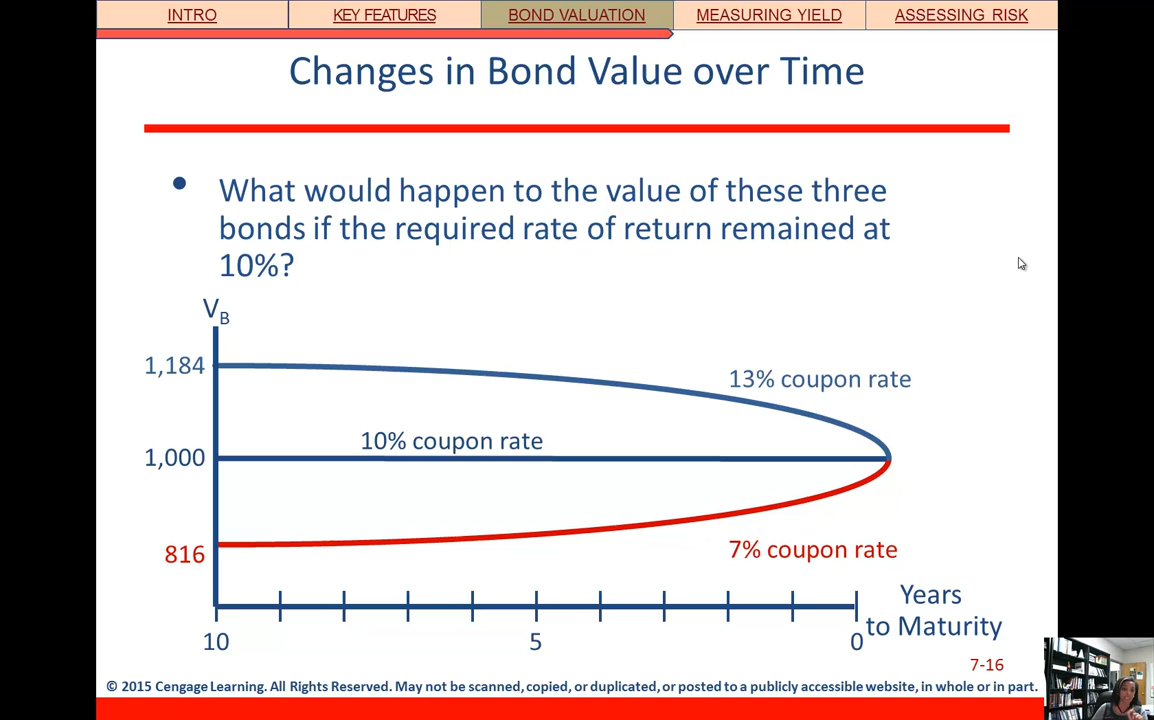 INTRO KEY FEATURES BOND VALUATION MEASURING YIELD ASSESSING RISK
Changes in Bond Value over Time
• What would happen to the value of these three
bonds if the required rate of return remained at
10%?
VB
1,184
13% coupon rate
10% coupon rate
1,000
816
7% coupon rate
Years
to Maturity
10 5 0
7-16
© 2015 Cengage Learning. All Rights Reserved. May not be scanned, copied, or duplicated, or posted to a publicly accessible website, in whole or in part.